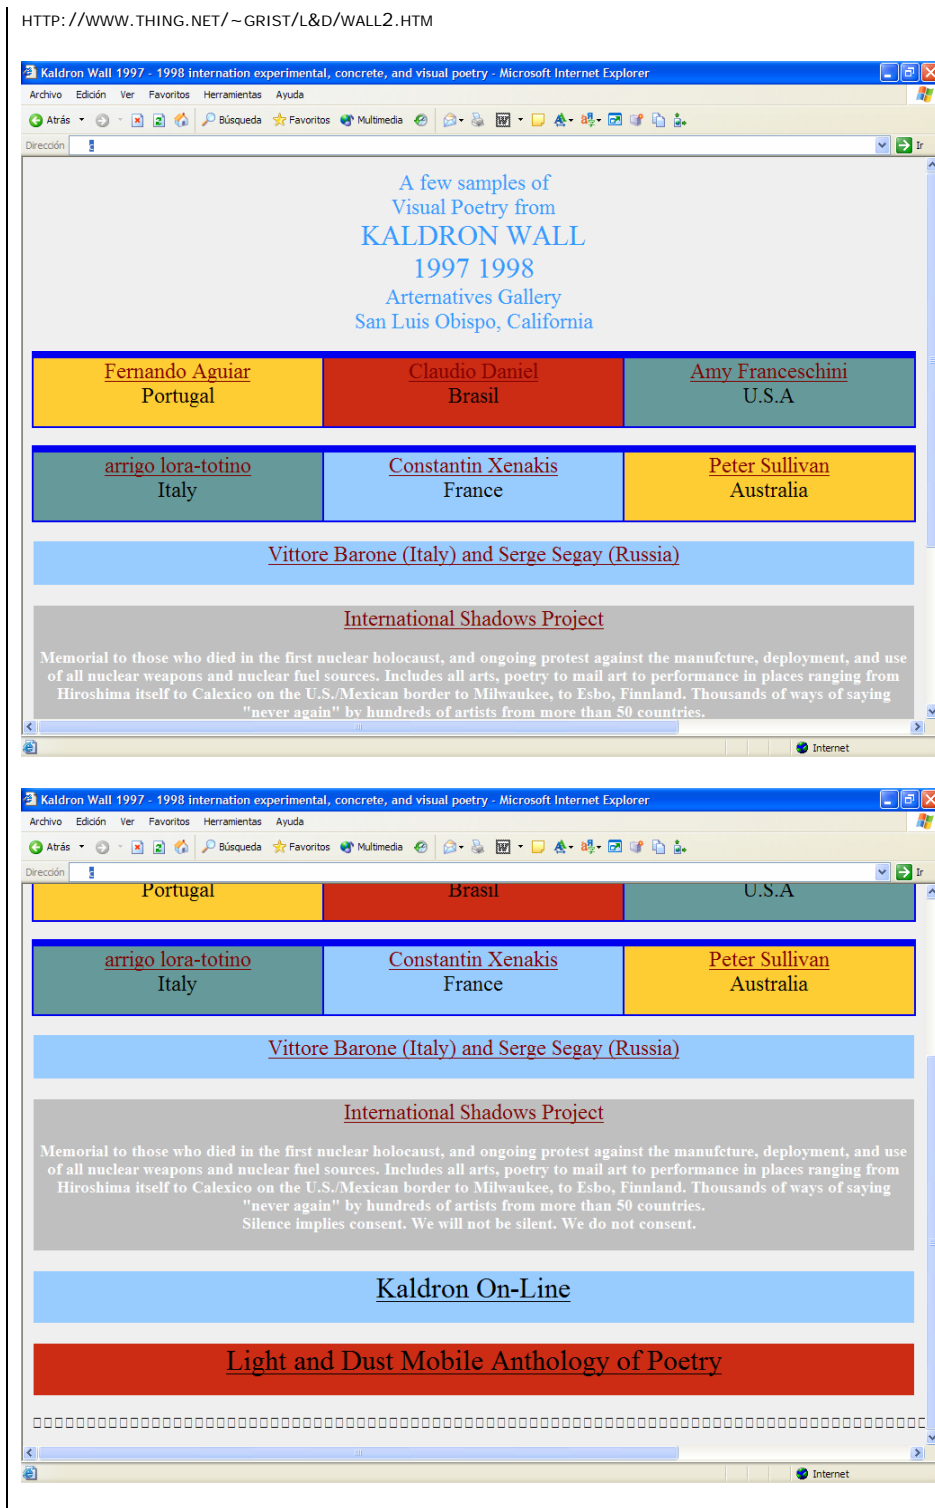 HTTP://WWW.THING.NET/~GRIST/L&D/WALL2.HTM
Kaldron Wall 1997 - 1998 internation experimental, concrete, and visual poetry - Microsoft Internet Explorer
Archivo Edición Ver Favoritos Herramientas Ayuda
Atrás Búsqueda Favoritos Multimedia
Dirección Ir
A few samples of
Visual Poetry from
KALDRON WALL
1997 1998
Arternatives Gallery
San Luis Obispo, California
Fernando Aguiar Claudio Daniel Amy Franceschini
Portugal Brasil U.S.A
arrigo lora-totino Constantin Xenakis Peter Sullivan
Italy France Australia
Vittore Barone (Italy) and Serge Segay (Russia)
International Shadows Project
Memorial to those who died in the first nuclear holocaust, and ongoing protest against the manufcture, deployment, and use
of all nuclear weapons and nuclear fuel sources. Includes all arts, poetry to mail art to performance in places ranging from
Hiroshima itself to Calexico on the U.S./Mexican border to Milwaukee, to Esbo, Finnland. Thousands of ways of saying
"never again" by hundreds of artists from more than 50 countries.
Internet
Kaldron Wall 1997 - 1998 internation experimental, concrete, and visual poetry - Microsoft Internet Explorer
Archivo Edición Ver Favoritos Herramientas Ayuda
Atrás Búsqueda Favoritos Multimedia
Dirección Ir
Portugal Brasil U.S.A
arrigo lora-totino Constantin Xenakis Peter Sullivan
Italy France Australia
Vittore Barone (Italy) and Serge Segay (Russia)
International Shadows Project
Memorial to those who died in the first nuclear holocaust, and ongoing protest against the manufcture, deployment, and use
of all nuclear weapons and nuclear fuel sources. Includes all arts, poetry to mail art to performance in places ranging from
Hiroshima itself to Calexico on the U.S./Mexican border to Milwaukee, to Esbo, Finnland. Thousands of ways of saying
"never again" by hundreds of artists from more than 50 countries.
Silence implies consent. We will not be silent. We do not consent.
Kaldron On-Line
Light and Dust Mobile Anthology of Poetry
Internet